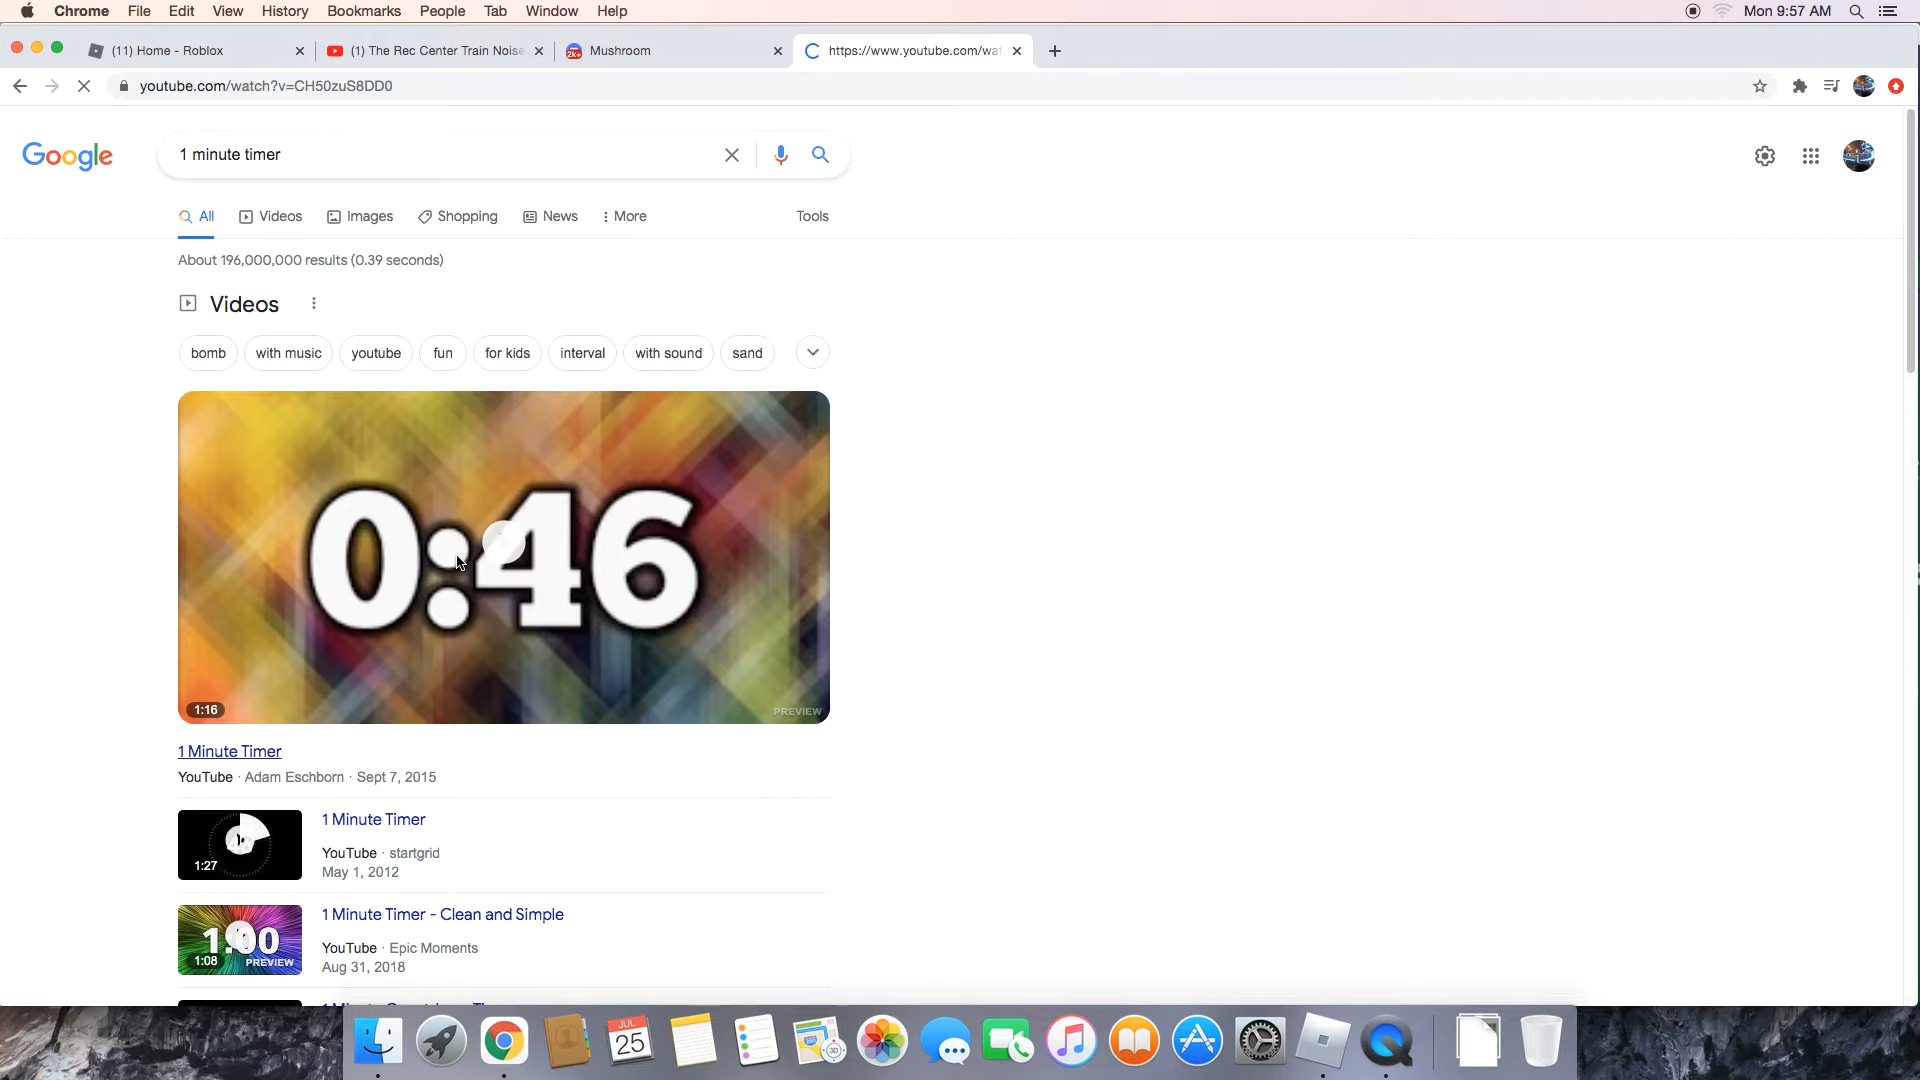 Chrome File Edit View History Bookmarks People Tab Window Help Mon 9:57 AM
(11) Home - Roblox (1) The Rec Center Train Noise 2k+ Mushroom https://www.youtube.com/wat
youtube.com/watch?v=CH50zuS8DD0
Google 1 minute timer
All Videos Images Shopping News More Tools
About 196,000,000 results (0.39 seconds)
Videos
bomb with music youtube fun for kids interval with sound sand
0:46
1:16 PREVIEW
1 Minute Timer
YouTube · Adam Eschborn · Sept 7, 2015
1 Minute Timer
YouTube · startgrid
1:27
May 1, 2012
1 Minute Timer - Clean and Simple
1:00
YouTube · Epic Moments
1:08 PREVIEW
Aug 31, 2018
JUL
25
3D